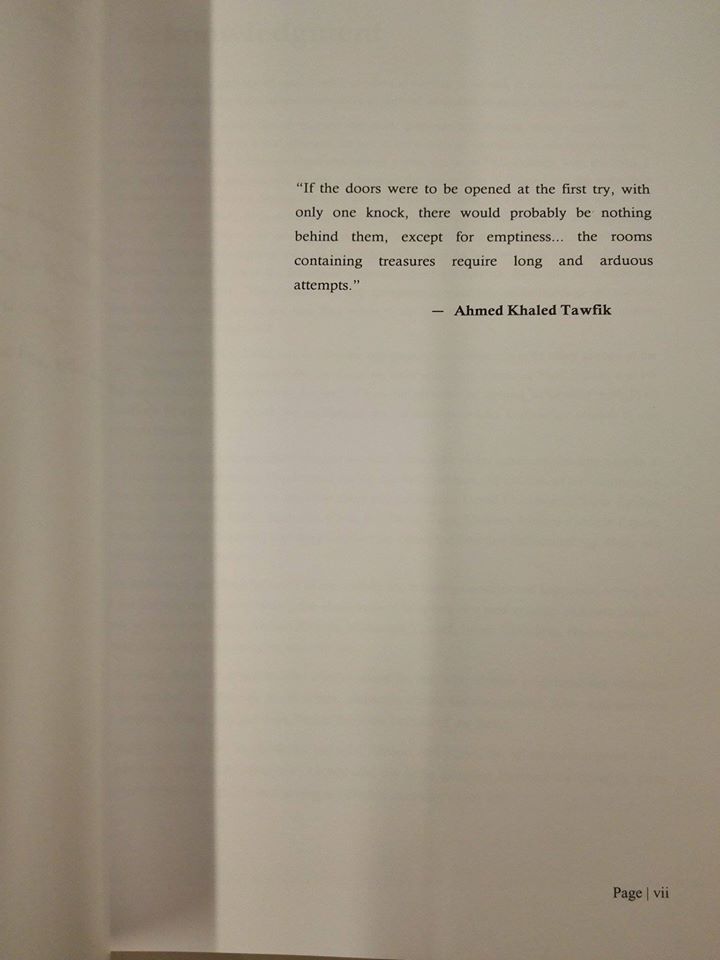 “If the doors were to be opened at the first try, with
only one knock, there would probably be nothing
behind them, except for emptiness... the rooms
containing treasures require long and arduous
attempts.”
— Ahmed Khaled Tawfik
Page | vii